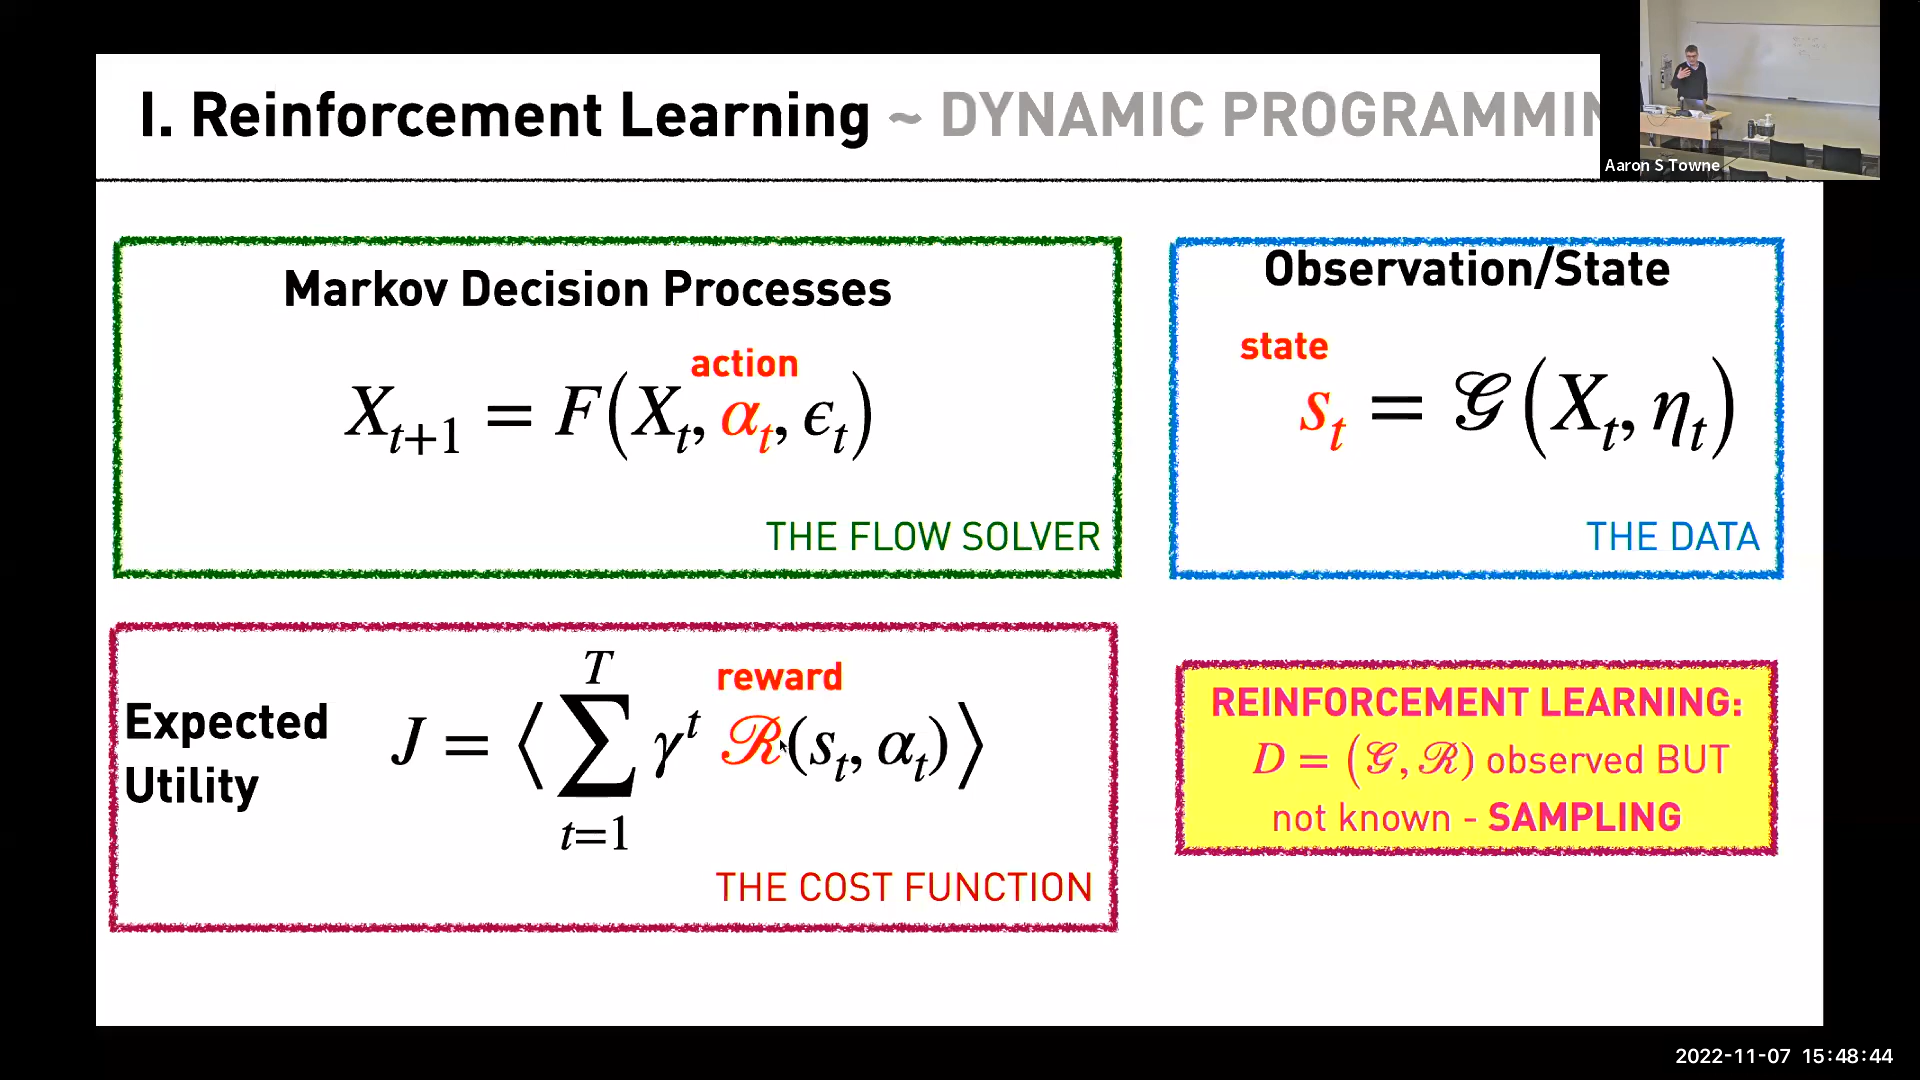 I. Reinforcement Learning ~ DYNAMIC PROGRAMMIN
Aaron S Towne
Markov Decision Processes
action
X_{t+1} = F(X_t, α_t, ϵ_t)
THE FLOW SOLVER
Observation/State
state
s_t = 𝒢(X_t, η_t)
THE DATA
Expected
Utility
reward
J = ⟨∑_{t=1}^{T} γ^t ℛ(s_t, α_t)⟩
THE COST FUNCTION
REINFORCEMENT LEARNING:
D = (𝒢, ℛ) observed BUT
not known - SAMPLING
2022-11-07 15:48:44